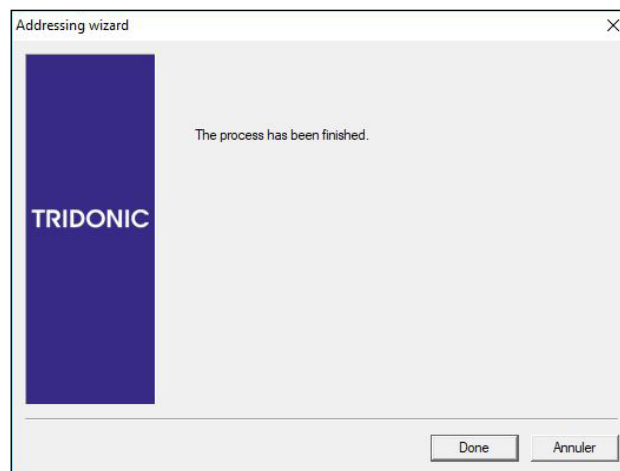 Addressing wizard
The process has been finished.
TRIDONIC
Done
Annuler